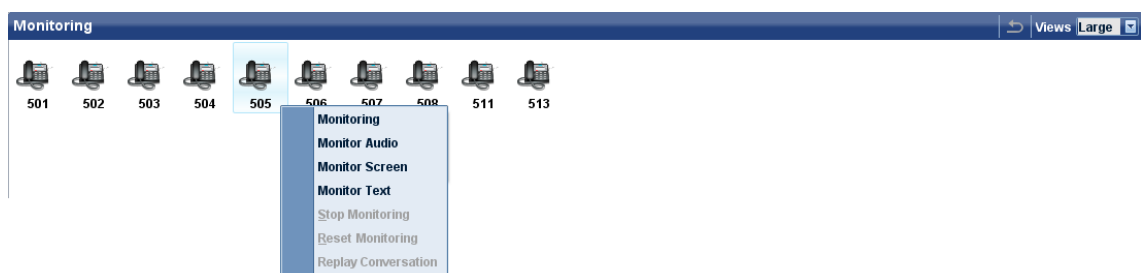 Monitoring Views Large
501 502 503 504 505 506 507 508 511 513
Monitoring
Monitor Audio
Monitor Screen
Monitor Text
Stop Monitoring
Reset Monitoring
Replay Conversation